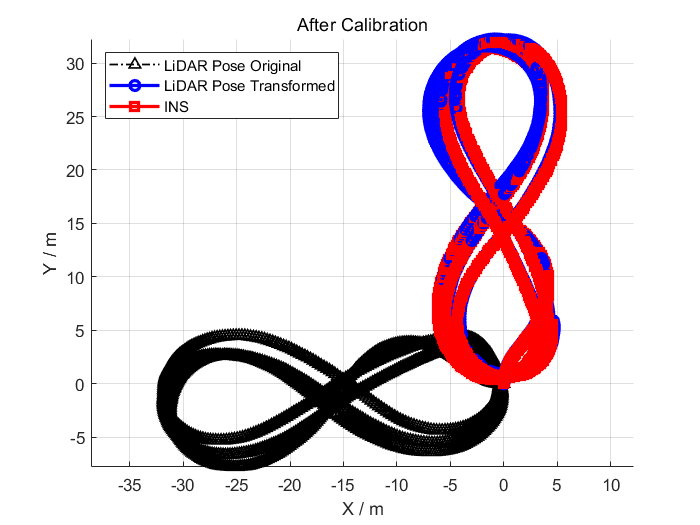 After Calibration
LiDAR Pose Original
LiDAR Pose Transformed
INS
Y / m
30
25
20
15
10
5
0
-5
-35 -30 -25 -20 -15 -10 -5 0 5 10
X / m